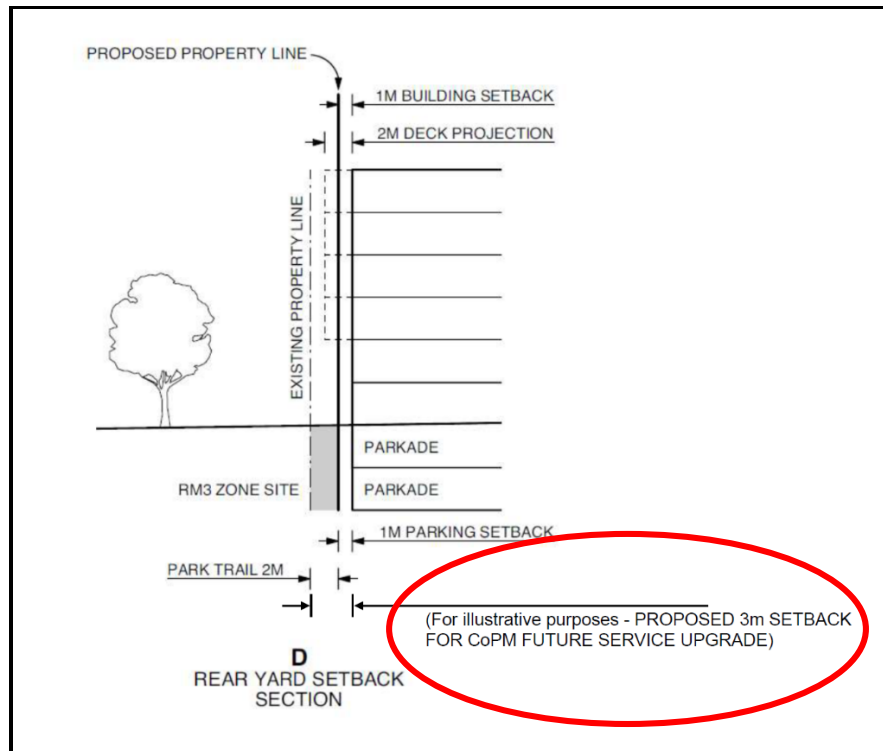 PROPOSED PROPERTY LINE
1M BUILDING SETBACK
2M DECK PROJECTION
EXISTING PROPERTY LINE
PARKADE
RM3 ZONE SITE
PARKADE
1M PARKING SETBACK
PARK TRAIL 2M
(For illustrative purposes - PROPOSED 3m SETBACK
FOR CoPM FUTURE SERVICE UPGRADE)
D
REAR YARD SETBACK
SECTION